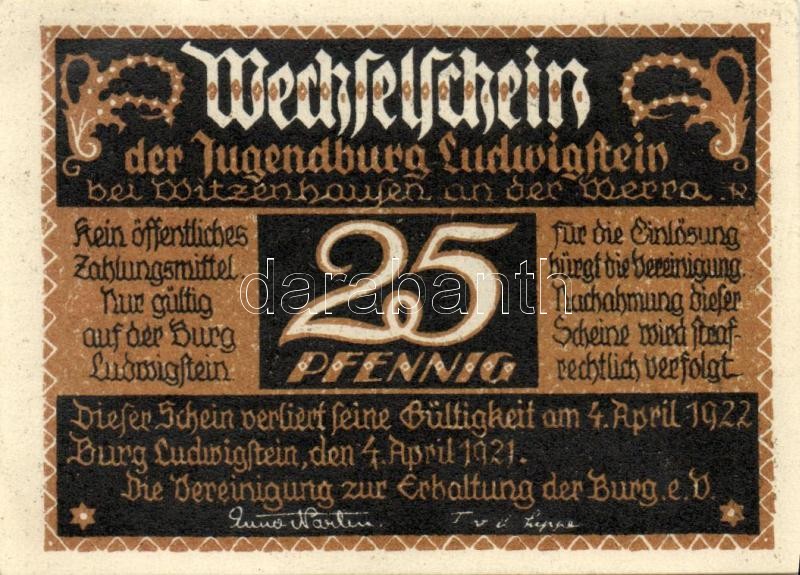 Wechselschein
der Jugendburg Ludwigstein
bei Witzenhausen an der Werra
Kein öffentliches
Zahlungsmittel
Nur gültig
auf der Burg
Ludwigstein
25
PFENNIG
für die Einlösung
bürgt die Vereinigung.
Nachahmung dieser
Scheine wird straf-
rechtlich verfolgt.
darabanth
Dieser Schein verliert seine Gültigkeit am 4. April 1922
Burg Ludwigstein, den 4. April 1921.
Die Vereinigung zur Erhaltung der Burg. e. V.